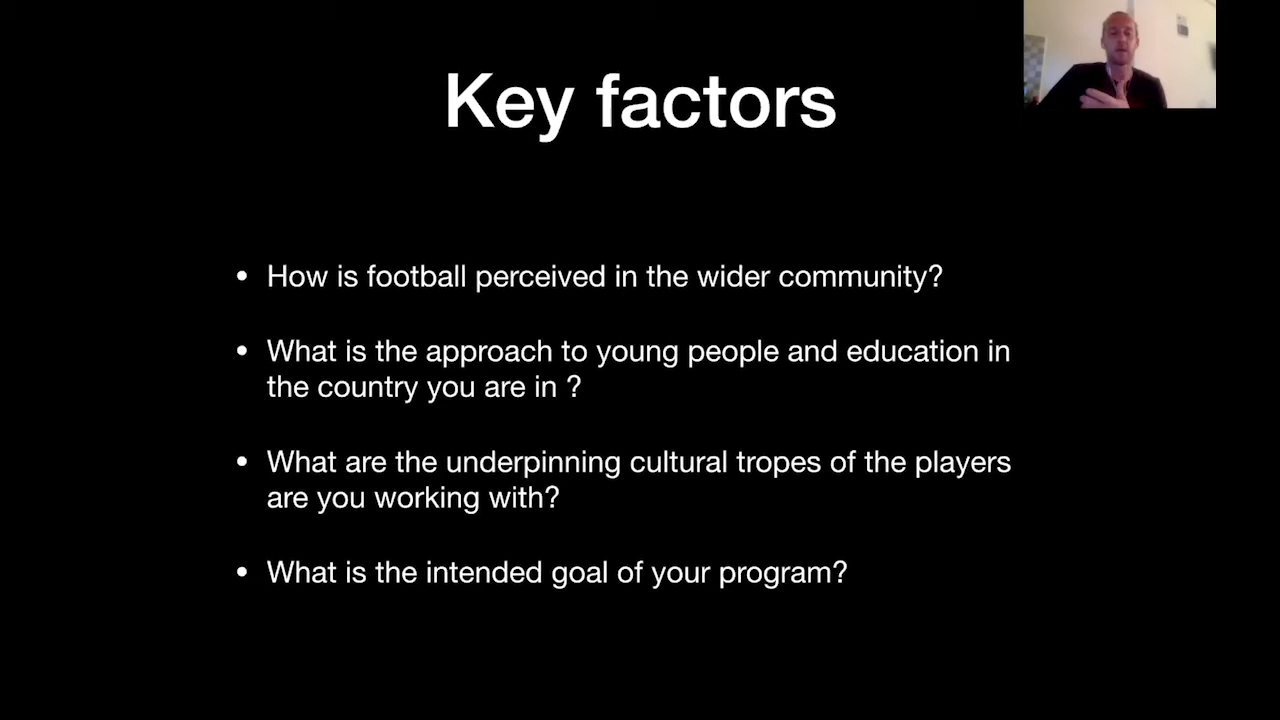 Key factors
• How is football perceived in the wider community?
• What is the approach to young people and education in
the country you are in ?
• What are the underpinning cultural tropes of the players
are you working with?
• What is the intended goal of your program?